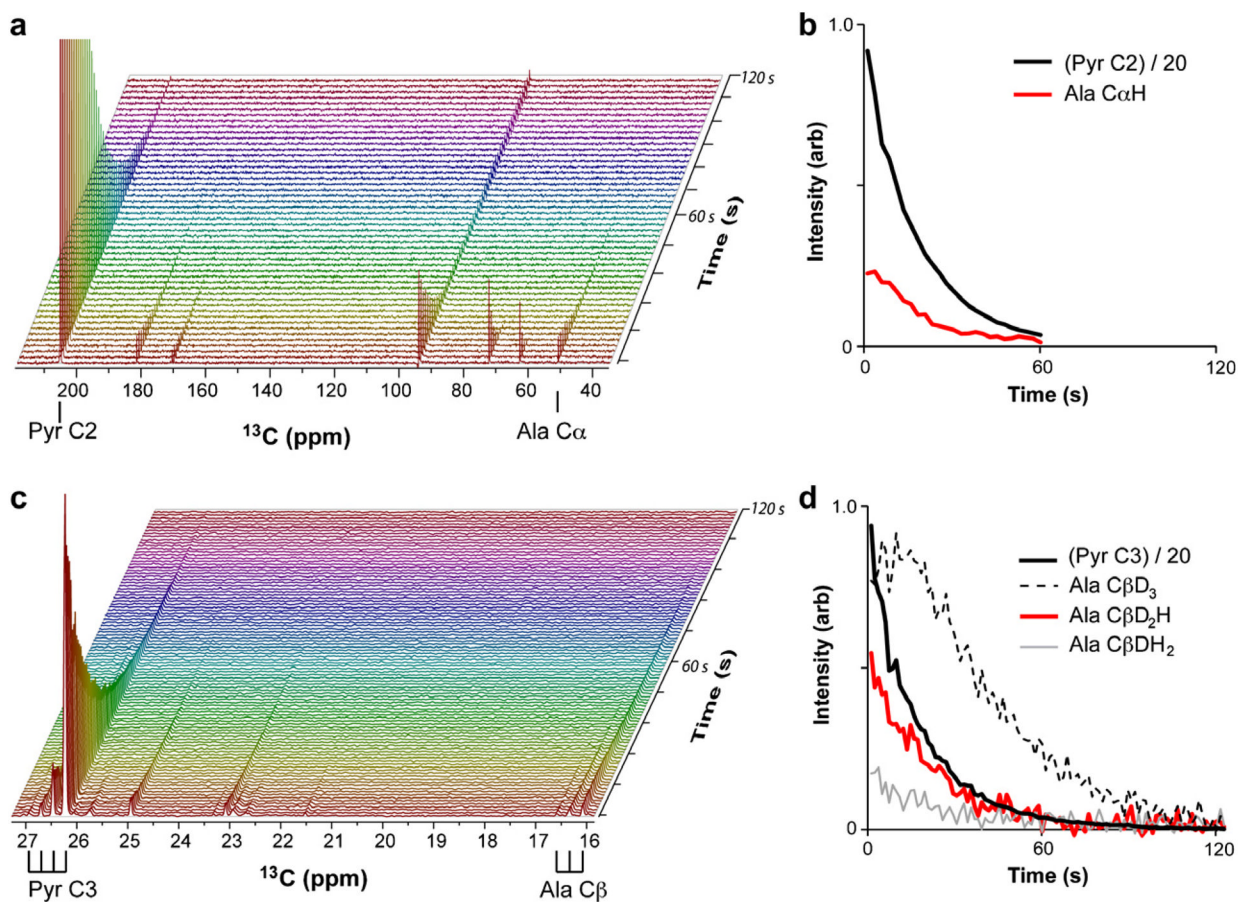 a
120 s
60 s
Time (s)
200 180 160 140 120 100 80 60 40
Pyr C2
¹³C (ppm)
Ala Cα
b
1.0
Intensity (arb)
0
(Pyr C2) / 20
Ala CαH
0 60 120
Time (s)
c
120 s
60 s
Time (s)
27 26 25 24 23 22 21 20 19 18 17 16
Pyr C3
¹³C (ppm)
Ala Cβ
d
1.0
Intensity (arb)
0
(Pyr C3) / 20
Ala CβD₃
Ala CβD₂H
Ala CβDH₂
0 60 120
Time (s)